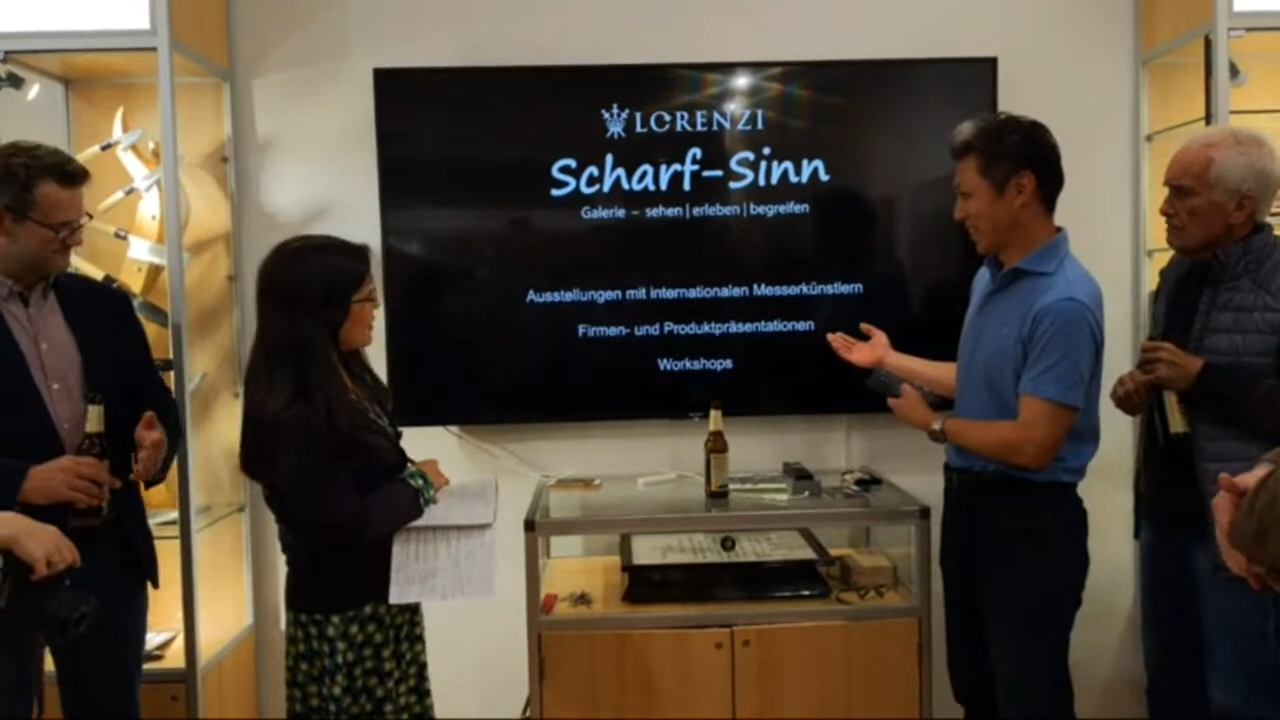 LORENZI
Scharf-Sinn
Galerie – sehen | erleben | begreifen
Ausstellungen mit internationalen Messerkünstlern
Firmen- und Produktpräsentationen
Workshops